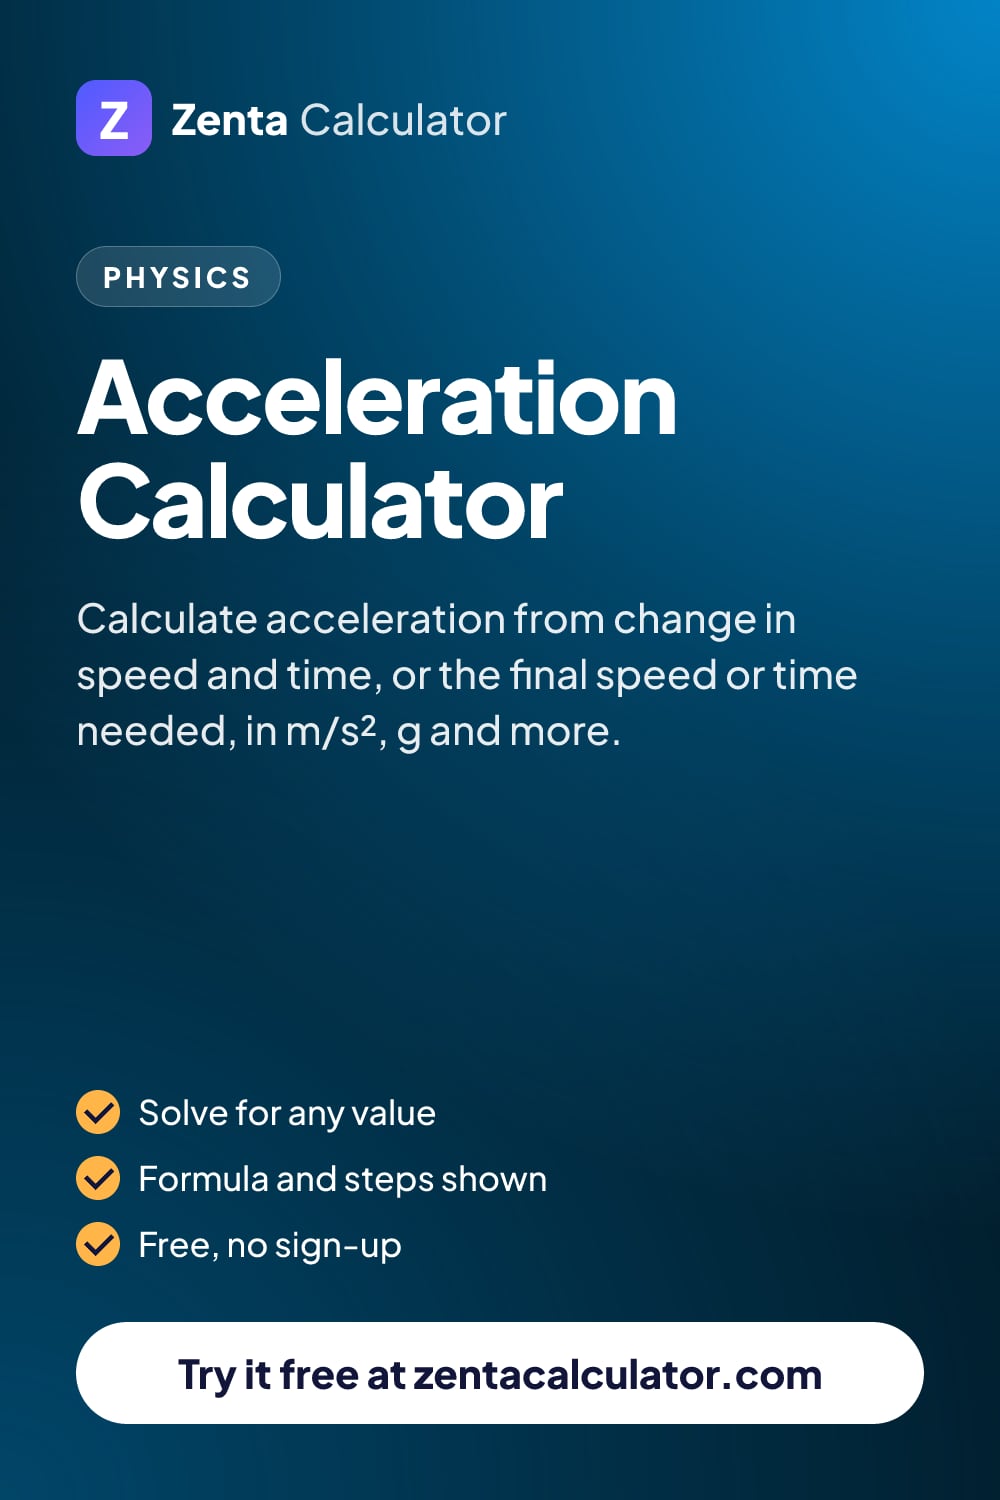 Z
Zenta Calculator
PHYSICS
Acceleration
Calculator
Calculate acceleration from change in
speed and time, or the final speed or time
needed, in m/s², g and more.
Solve for any value
Formula and steps shown
Free, no sign-up
Try it free at zentacalculator.com